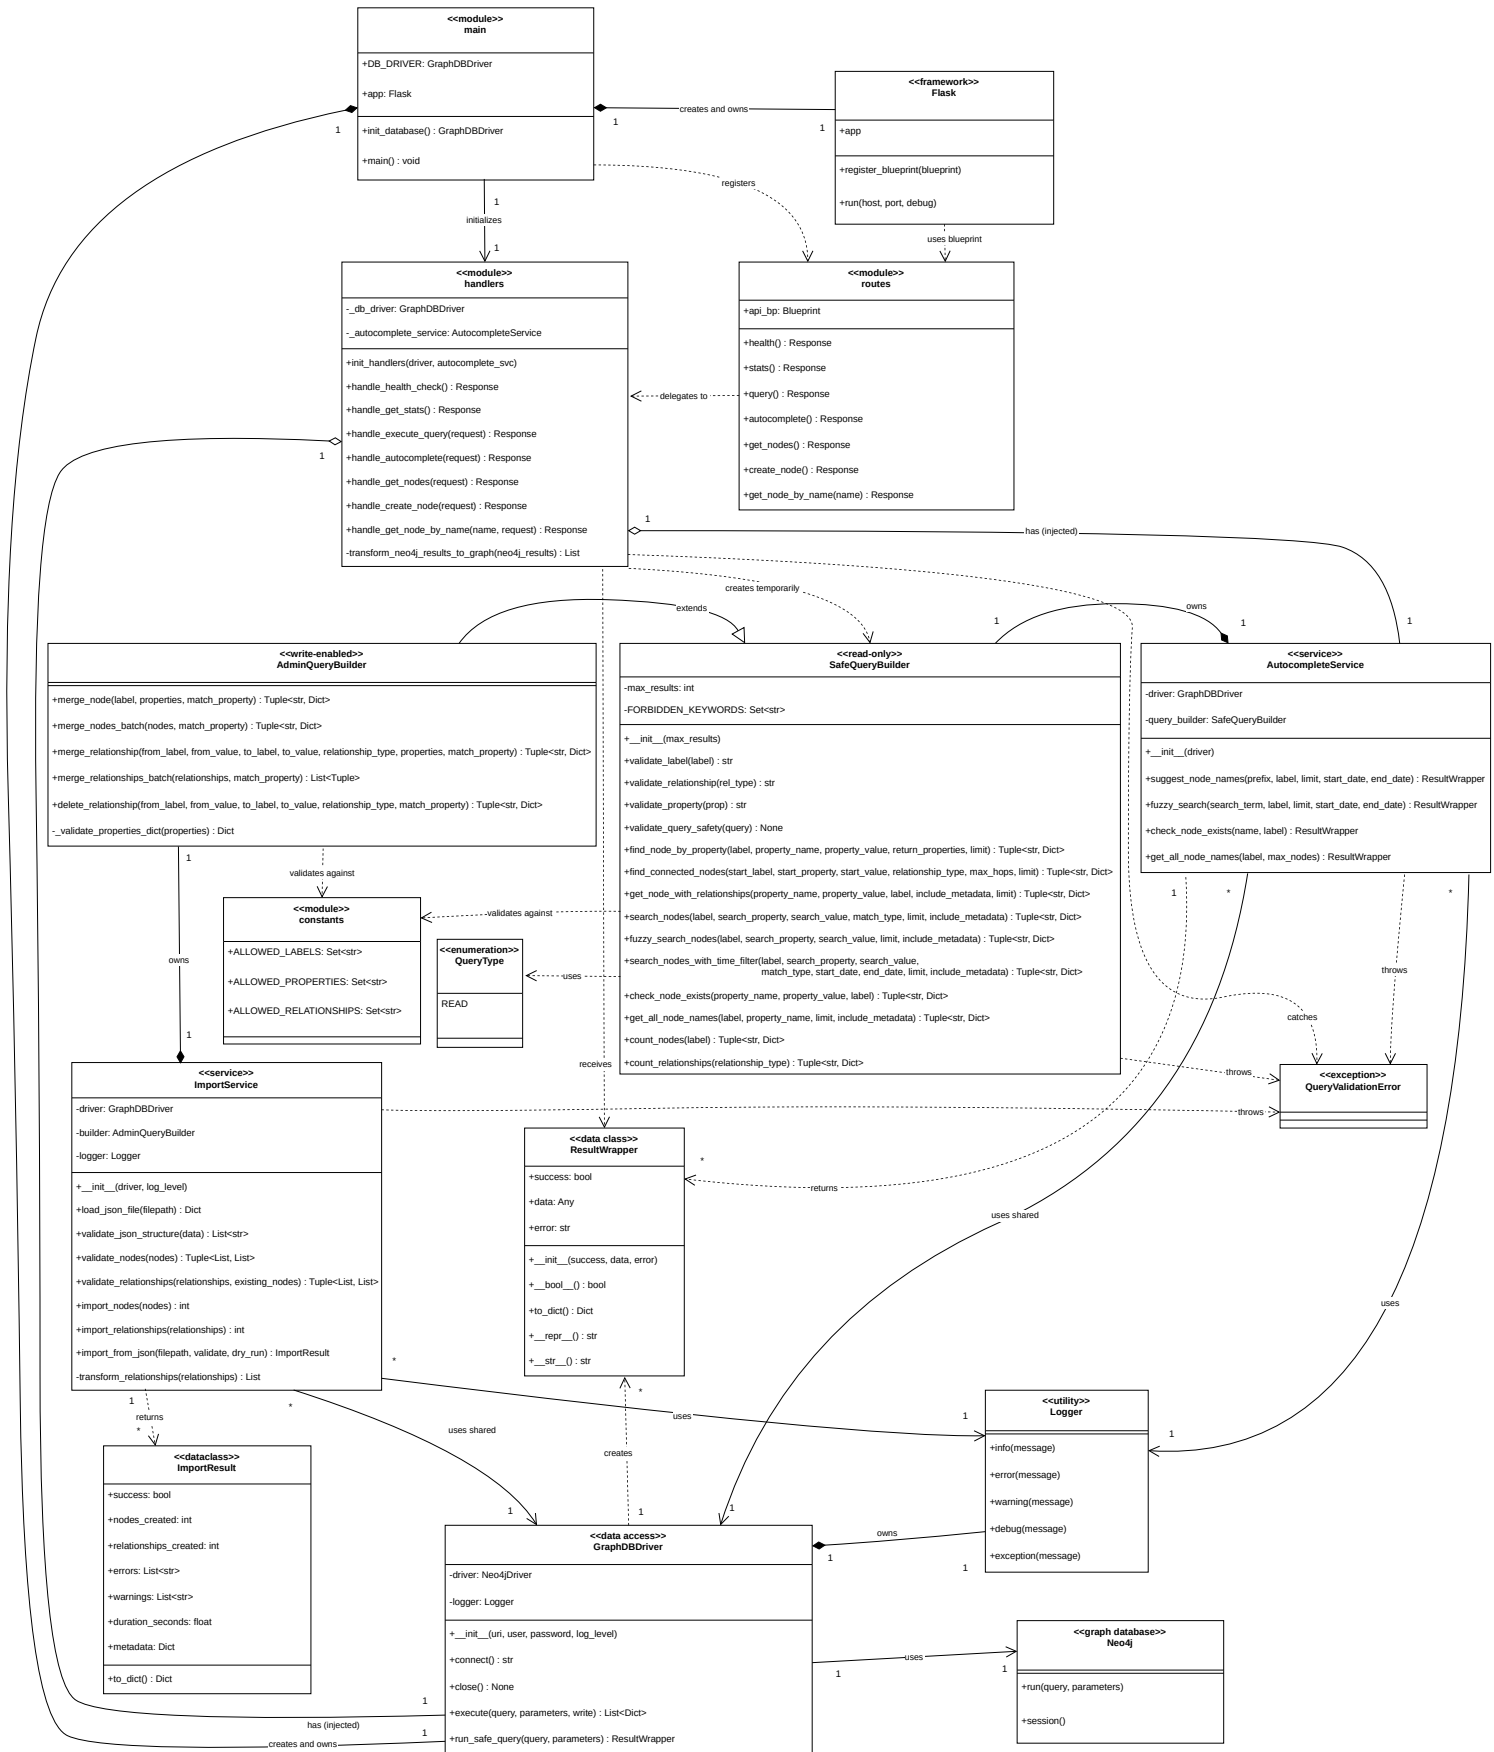 <<module>>
main
+DB_DRIVER: GraphDBDriver
+app: Flask
+init_database() : GraphDBDriver
+main() : void
<<framework>>
Flask
+app
+register_blueprint(blueprint)
+run(host, port, debug)
creates and owns
1
1
1
registers
uses blueprint
1
initializes
1
<<module>>
handlers
-_db_driver: GraphDBDriver
-_autocomplete_service: AutocompleteService
+init_handlers(driver, autocomplete_svc)
+handle_health_check() : Response
+handle_get_stats() : Response
+handle_execute_query(request) : Response
+handle_autocomplete(request) : Response
+handle_get_nodes(request) : Response
+handle_create_node(request) : Response
+handle_get_node_by_name(name, request) : Response
-transform_neo4j_results_to_graph(neo4j_results) : List
<<module>>
routes
+api_bp: Blueprint
+health() : Response
+stats() : Response
+query() : Response
+autocomplete() : Response
+get_nodes() : Response
+create_node() : Response
+get_node_by_name(name) : Response
delegates to
1
1
has (injected)
creates temporarily
extends
1
owns
1
1
<<write-enabled>>
AdminQueryBuilder
+merge_node(label, properties, match_property) : Tuple<str, Dict>
+merge_nodes_batch(nodes, match_property) : Tuple<str, Dict>
+merge_relationship(from_label, from_value, to_label, to_value, relationship_type, properties, match_property) : Tuple<str, Dict>
+merge_relationships_batch(relationships, match_property) : List<Tuple>
+delete_relationship(from_label, from_value, to_label, to_value, relationship_type, match_property) : Tuple<str, Dict>
-_validate_properties_dict(properties) : Dict
<<read-only>>
SafeQueryBuilder
-max_results: int
-FORBIDDEN_KEYWORDS: Set<str>
+__init__(max_results)
+validate_label(label) : str
+validate_relationship(rel_type) : str
+validate_property(prop) : str
+validate_query_safety(query) : None
+find_node_by_property(label, property_name, property_value, return_properties, limit) : Tuple<str, Dict>
+find_connected_nodes(start_label, start_property, start_value, relationship_type, max_hops, limit) : Tuple<str, Dict>
+get_node_with_relationships(property_name, property_value, label, include_metadata, limit) : Tuple<str, Dict>
+search_nodes(label, search_property, search_value, match_type, limit, include_metadata) : Tuple<str, Dict>
+fuzzy_search_nodes(label, search_property, search_value, limit, include_metadata) : Tuple<str, Dict>
+search_nodes_with_time_filter(label, search_property, search_value,
match_type, start_date, end_date, limit, include_metadata) : Tuple<str, Dict>
+check_node_exists(property_name, property_value, label) : Tuple<str, Dict>
+get_all_node_names(label, property_name, limit, include_metadata) : Tuple<str, Dict>
+count_nodes(label) : Tuple<str, Dict>
+count_relationships(relationship_type) : Tuple<str, Dict>
<<service>>
AutocompleteService
-driver: GraphDBDriver
-query_builder: SafeQueryBuilder
+__init__(driver)
+suggest_node_names(prefix, label, limit, start_date, end_date) : ResultWrapper
+fuzzy_search(search_term, label, limit, start_date, end_date) : ResultWrapper
+check_node_exists(name, label) : ResultWrapper
+get_all_node_names(label, max_nodes) : ResultWrapper
1
validates against
1
*
*
<<module>>
constants
+ALLOWED_LABELS: Set<str>
+ALLOWED_PROPERTIES: Set<str>
+ALLOWED_RELATIONSHIPS: Set<str>
validates against
<<enumeration>>
QueryType
READ
uses
owns
1
throws
catches
receives
throws
throws
<<exception>>
QueryValidationError
<<service>>
ImportService
-driver: GraphDBDriver
-builder: AdminQueryBuilder
-logger: Logger
+__init__(driver, log_level)
+load_json_file(filepath) : Dict
+validate_json_structure(data) : List<str>
+validate_nodes(nodes) : Tuple<List, List>
+validate_relationships(relationships, existing_nodes) : Tuple<List, List>
+import_nodes(nodes) : int
+import_relationships(relationships) : int
+import_from_json(filepath, validate, dry_run) : ImportResult
-transform_relationships(relationships) : List
<<data class>>
ResultWrapper
+success: bool
+data: Any
+error: str
+__init__(success, data, error)
+__bool__() : bool
+to_dict() : Dict
+__repr__() : str
+__str__() : str
*
returns
uses shared
uses
*
1
returns
*
*
uses shared
uses
*
creates
1
1
1
1
1
<<utility>>
Logger
+info(message)
+error(message)
+warning(message)
+debug(message)
+exception(message)
<<dataclass>>
ImportResult
+success: bool
+nodes_created: int
+relationships_created: int
+errors: List<str>
+warnings: List<str>
+duration_seconds: float
+metadata: Dict
+to_dict() : Dict
<<data access>>
GraphDBDriver
-driver: Neo4jDriver
-logger: Logger
+__init__(uri, user, password, log_level)
+connect() : str
+close() : None
+execute(query, parameters, write) : List<Dict>
+run_safe_query(query, parameters) : ResultWrapper
owns
1
1
uses
1
1
<<graph database>>
Neo4j
+run(query, parameters)
+session()
1
has (injected)
1
creates and owns